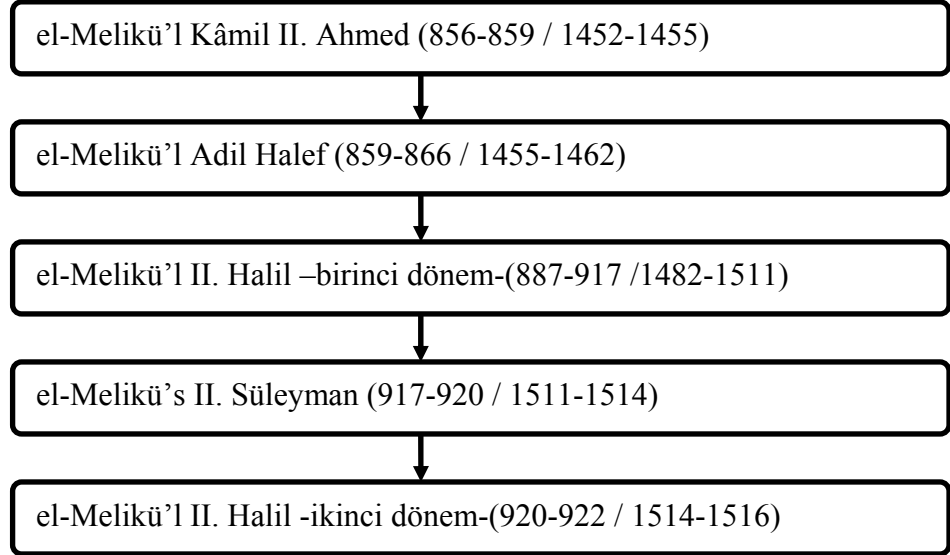 el-Melikü’l Kâmil II. Ahmed (856-859 / 1452-1455)
el-Melikü’l Adil Halef (859-866 / 1455-1462)
el-Melikü’l II. Halil –birinci dönem-(887-917 /1482-1511)
el-Melikü’s II. Süleyman (917-920 / 1511-1514)
el-Melikü’l II. Halil -ikinci dönem-(920-922 / 1514-1516)